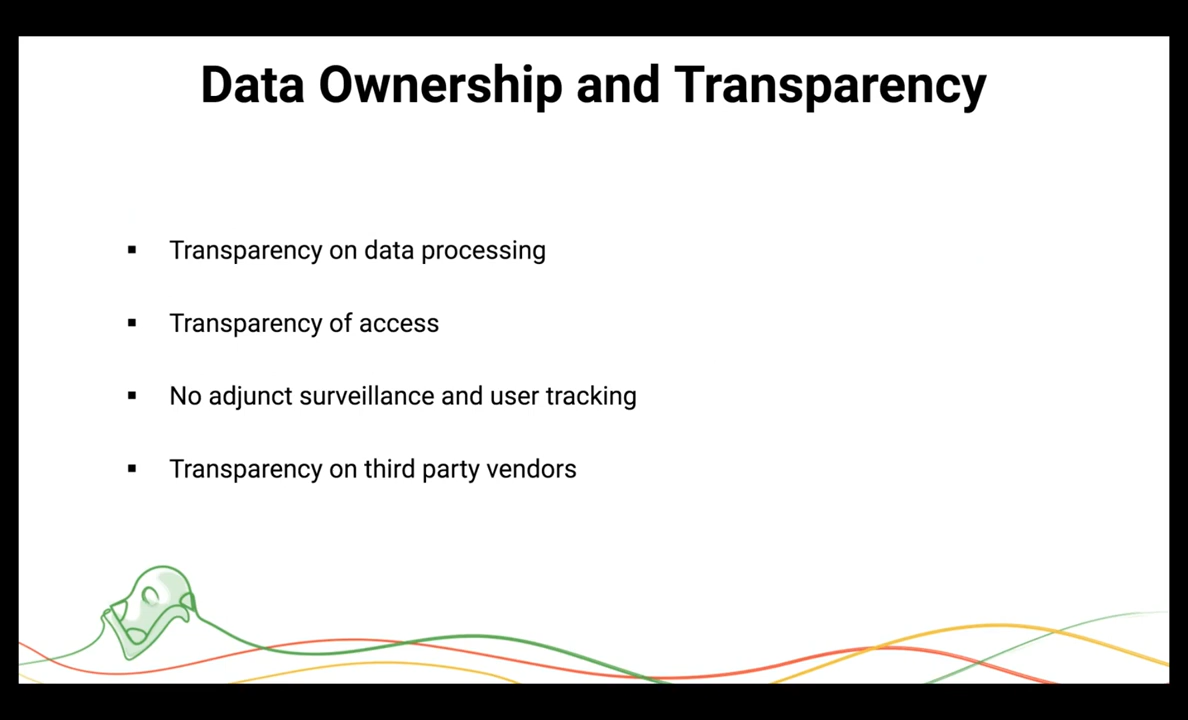 Data Ownership and Transparency
▪ Transparency on data processing
▪ Transparency of access
▪ No adjunct surveillance and user tracking
▪ Transparency on third party vendors